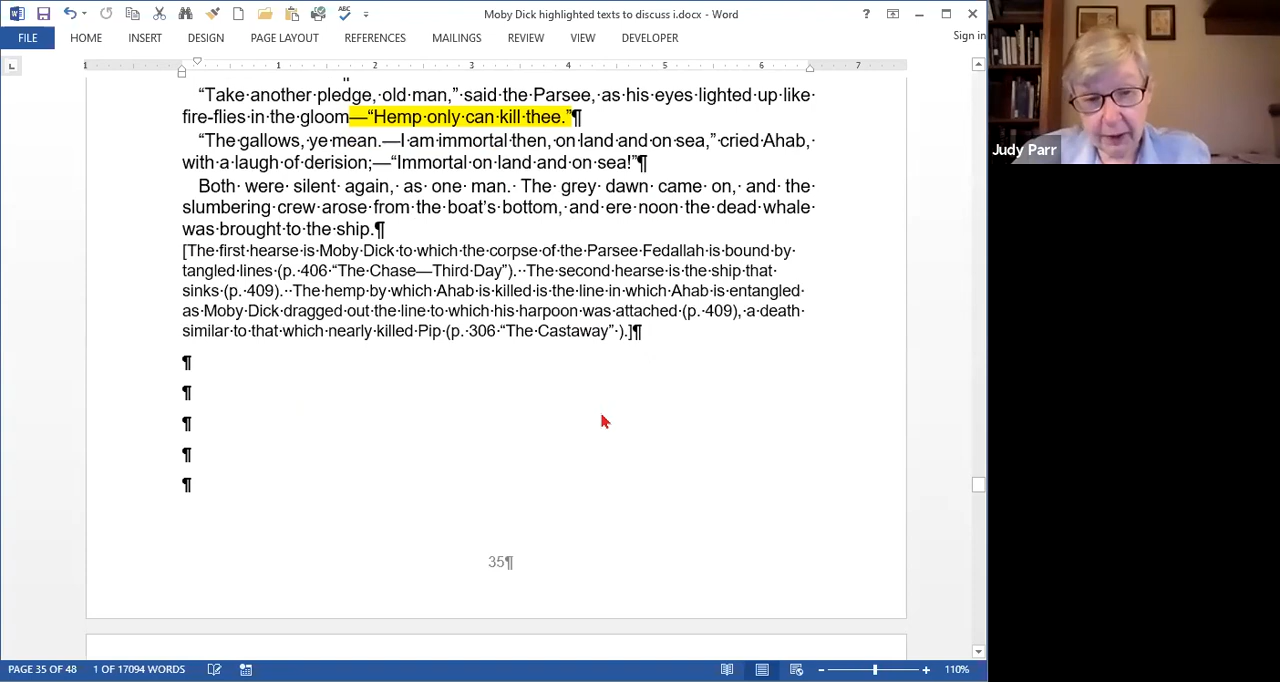 Moby Dick highlighted texts to discuss i.docx - Word
FILE HOME INSERT DESIGN PAGE LAYOUT REFERENCES MAILINGS REVIEW VIEW DEVELOPER Sign in
1 1 2 3 4 5 6 7
“Take another pledge, old man,” said the Parsee, as his eyes lighted up like
fire-flies in the gloom—“Hemp only can kill thee.”¶
“The gallows, ye mean.—I am immortal then, on land and on sea,” cried Ahab,
with a laugh of derision;—“Immortal on land and on sea!”¶
Both were silent again, as one man. The grey dawn came on, and the
slumbering crew arose from the boat’s bottom, and ere noon the dead whale
was brought to the ship.¶
[The first hearse is Moby Dick to which the corpse of the Parsee Fedallah is bound by
tangled lines (p. 406 “The Chase—Third Day”). The second hearse is the ship that
sinks (p. 409). The hemp by which Ahab is killed is the line in which Ahab is entangled
as Moby Dick dragged out the line to which his harpoon was attached (p. 409), a death
similar to that which nearly killed Pip (p. 306 “The Castaway” ).]¶
¶
¶
¶
¶
¶
35¶
PAGE 35 OF 48 1 OF 17094 WORDS 110%
Judy Parr